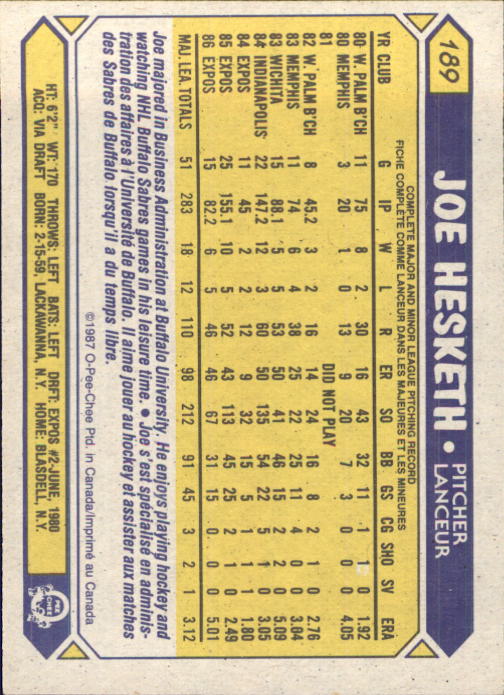 189
JOE HESKETH • PITCHER
LANCEUR
COMPLETE MAJOR AND MINOR LEAGUE PITCHING RECORD
FICHE COMPLÈTE COMME LANCEUR DANS LES MAJEURES ET LES MINEURES
YR CLUB G IP W L R ER SO BB GS CG SHO SV ERA
80 W. PALM B'CH 11 75 8 2 30 16 43 32 11 1 1 0 1.92
80 MEMPHIS 3 20 1 0 13 9 20 7 3 0 0 0 4.05
81 DID NOT PLAY
82 W. PALM B'CH 8 45.2 3 2 16 14 24 16 8 2 1 0 2.76
83 MEMPHIS 11 74 6 4 38 25 22 25 11 4 0 0 3.04
83 WICHITA 15 88.1 5 5 53 50 41 46 15 2 0 0 5.09
84 INDIANAPOLIS 22 147.2 12 3 60 50 135 54 22 5 1 0 3.05
84 EXPOS 11 45 2 2 12 9 32 15 5 1 1 1 1.80
85 EXPOS 25 155.1 10 5 52 43 113 45 25 2 1 0 2.49
86 EXPOS 15 82.2 6 5 46 46 67 31 15 0 0 0 5.01
MAJ. LEA. TOTALS 51 283 18 12 110 98 212 91 45 3 2 1 3.12
Joe majored in Business Administration at Buffalo University. He enjoys playing hockey and
watching NHL Buffalo Sabres games in his leisure time. • Joe s'est spécialisé en adminis-
tration des affaires à l'Université de Buffalo. Il aime jouer au hockey et assister aux matches
des Sabres de Buffalo lorsqu'il a du temps libre.
©1987 O-Pee-Chee Ptd. in Canada/Imprimé au Canada
HT: 6'2" WT: 170 THROWS: LEFT BATS: LEFT DRFT: EXPOS #2-JUNE, 1980
ACQ: VIA DRAFT BORN: 2-15-59, LACKAWANNA, N.Y. HOME: BLASDELL, N.Y.
O
PEE
CHEE